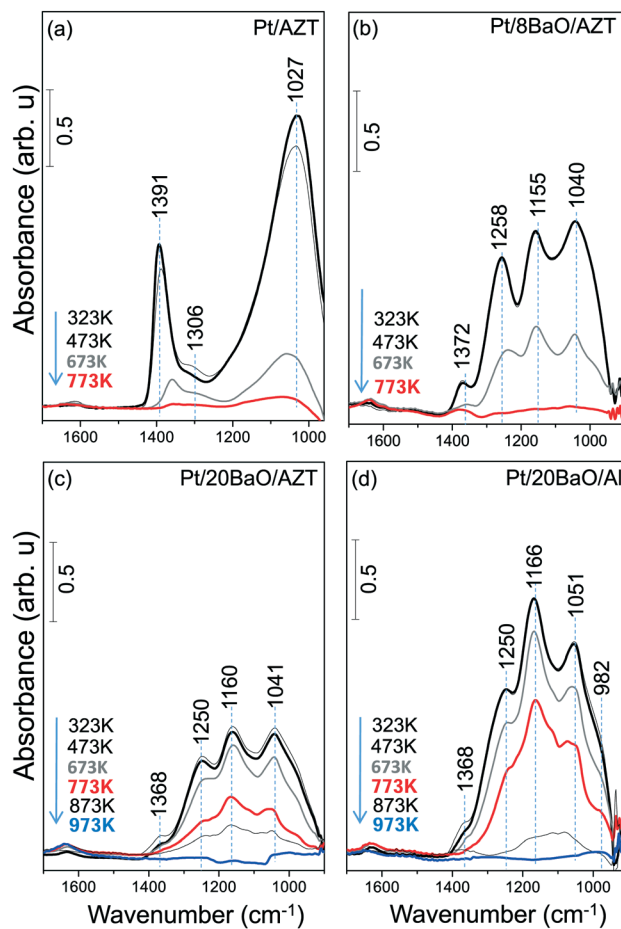 (a) Pt/AZT
Absorbance (arb. u)
0.5
1391
1306
1027
323K
473K
673K
773K
1600 1400 1200 1000
(b) Pt/8BaO/AZT
0.5
1372
1258
1155
1040
323K
473K
673K
773K
1600 1400 1200 1000
(c) Pt/20BaO/AZT
Absorbance (arb. u)
0.5
1368
1250
1160
1041
323K
473K
673K
773K
873K
973K
1600 1400 1200 1000
Wavenumber (cm⁻¹)
(d) Pt/20BaO/Al
0.5
1368
1250
1166
1051
982
323K
473K
673K
773K
873K
973K
1600 1400 1200 1000
Wavenumber (cm⁻¹)